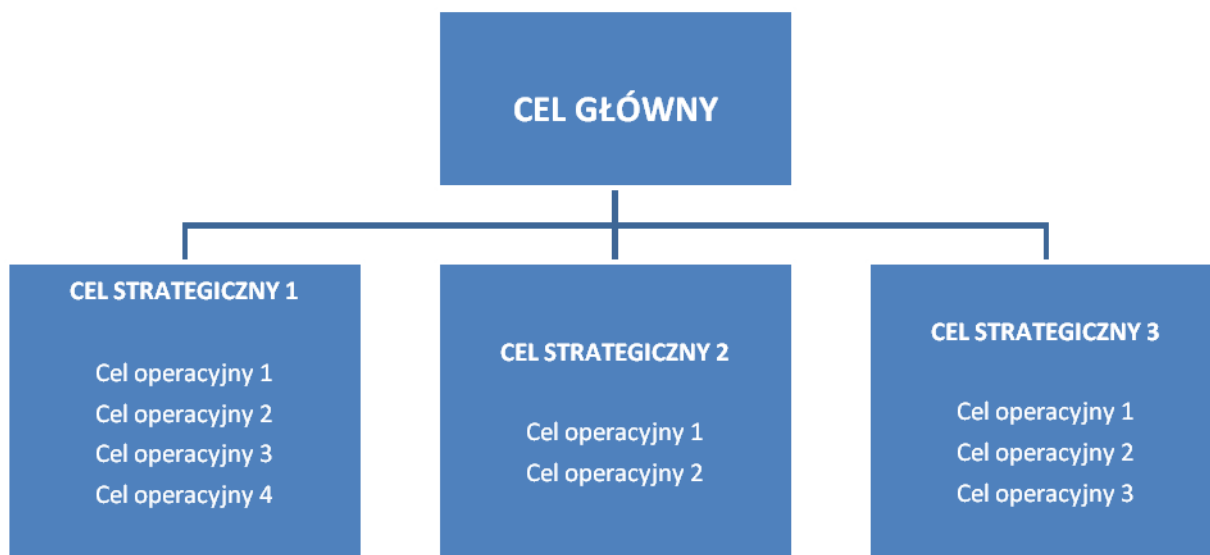 CEL GŁÓWNY
CEL STRATEGICZNY 1
Cel operacyjny 1
Cel operacyjny 2
Cel operacyjny 3
Cel operacyjny 4
CEL STRATEGICZNY 2
Cel operacyjny 1
Cel operacyjny 2
CEL STRATEGICZNY 3
Cel operacyjny 1
Cel operacyjny 2
Cel operacyjny 3